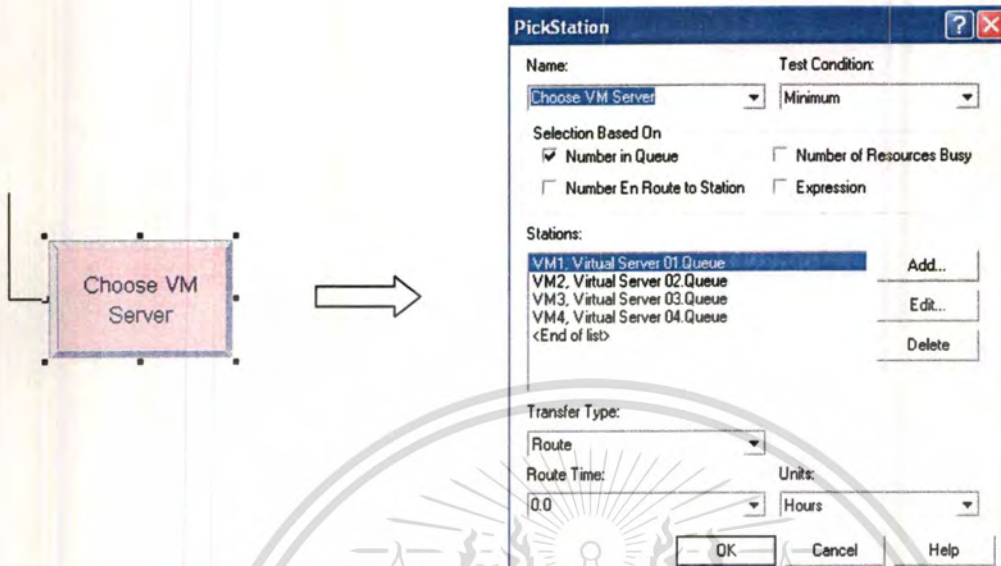 Choose VM
Server
PickStation
Name:
Test Condition:
Choose VM Server
Minimum
Selection Based On
Number in Queue
Number of Resources Busy
Number En Route to Station
Expression
Stations:
VM1, Virtual Server 01.Queue
VM2, Virtual Server 02.Queue
VM3, Virtual Server 03.Queue
VM4, Virtual Server 04.Queue
<End of list>
Add...
Edit...
Delete
Transfer Type:
Route
Route Time:
Units:
0.0
Hours
OK
Cancel
Help